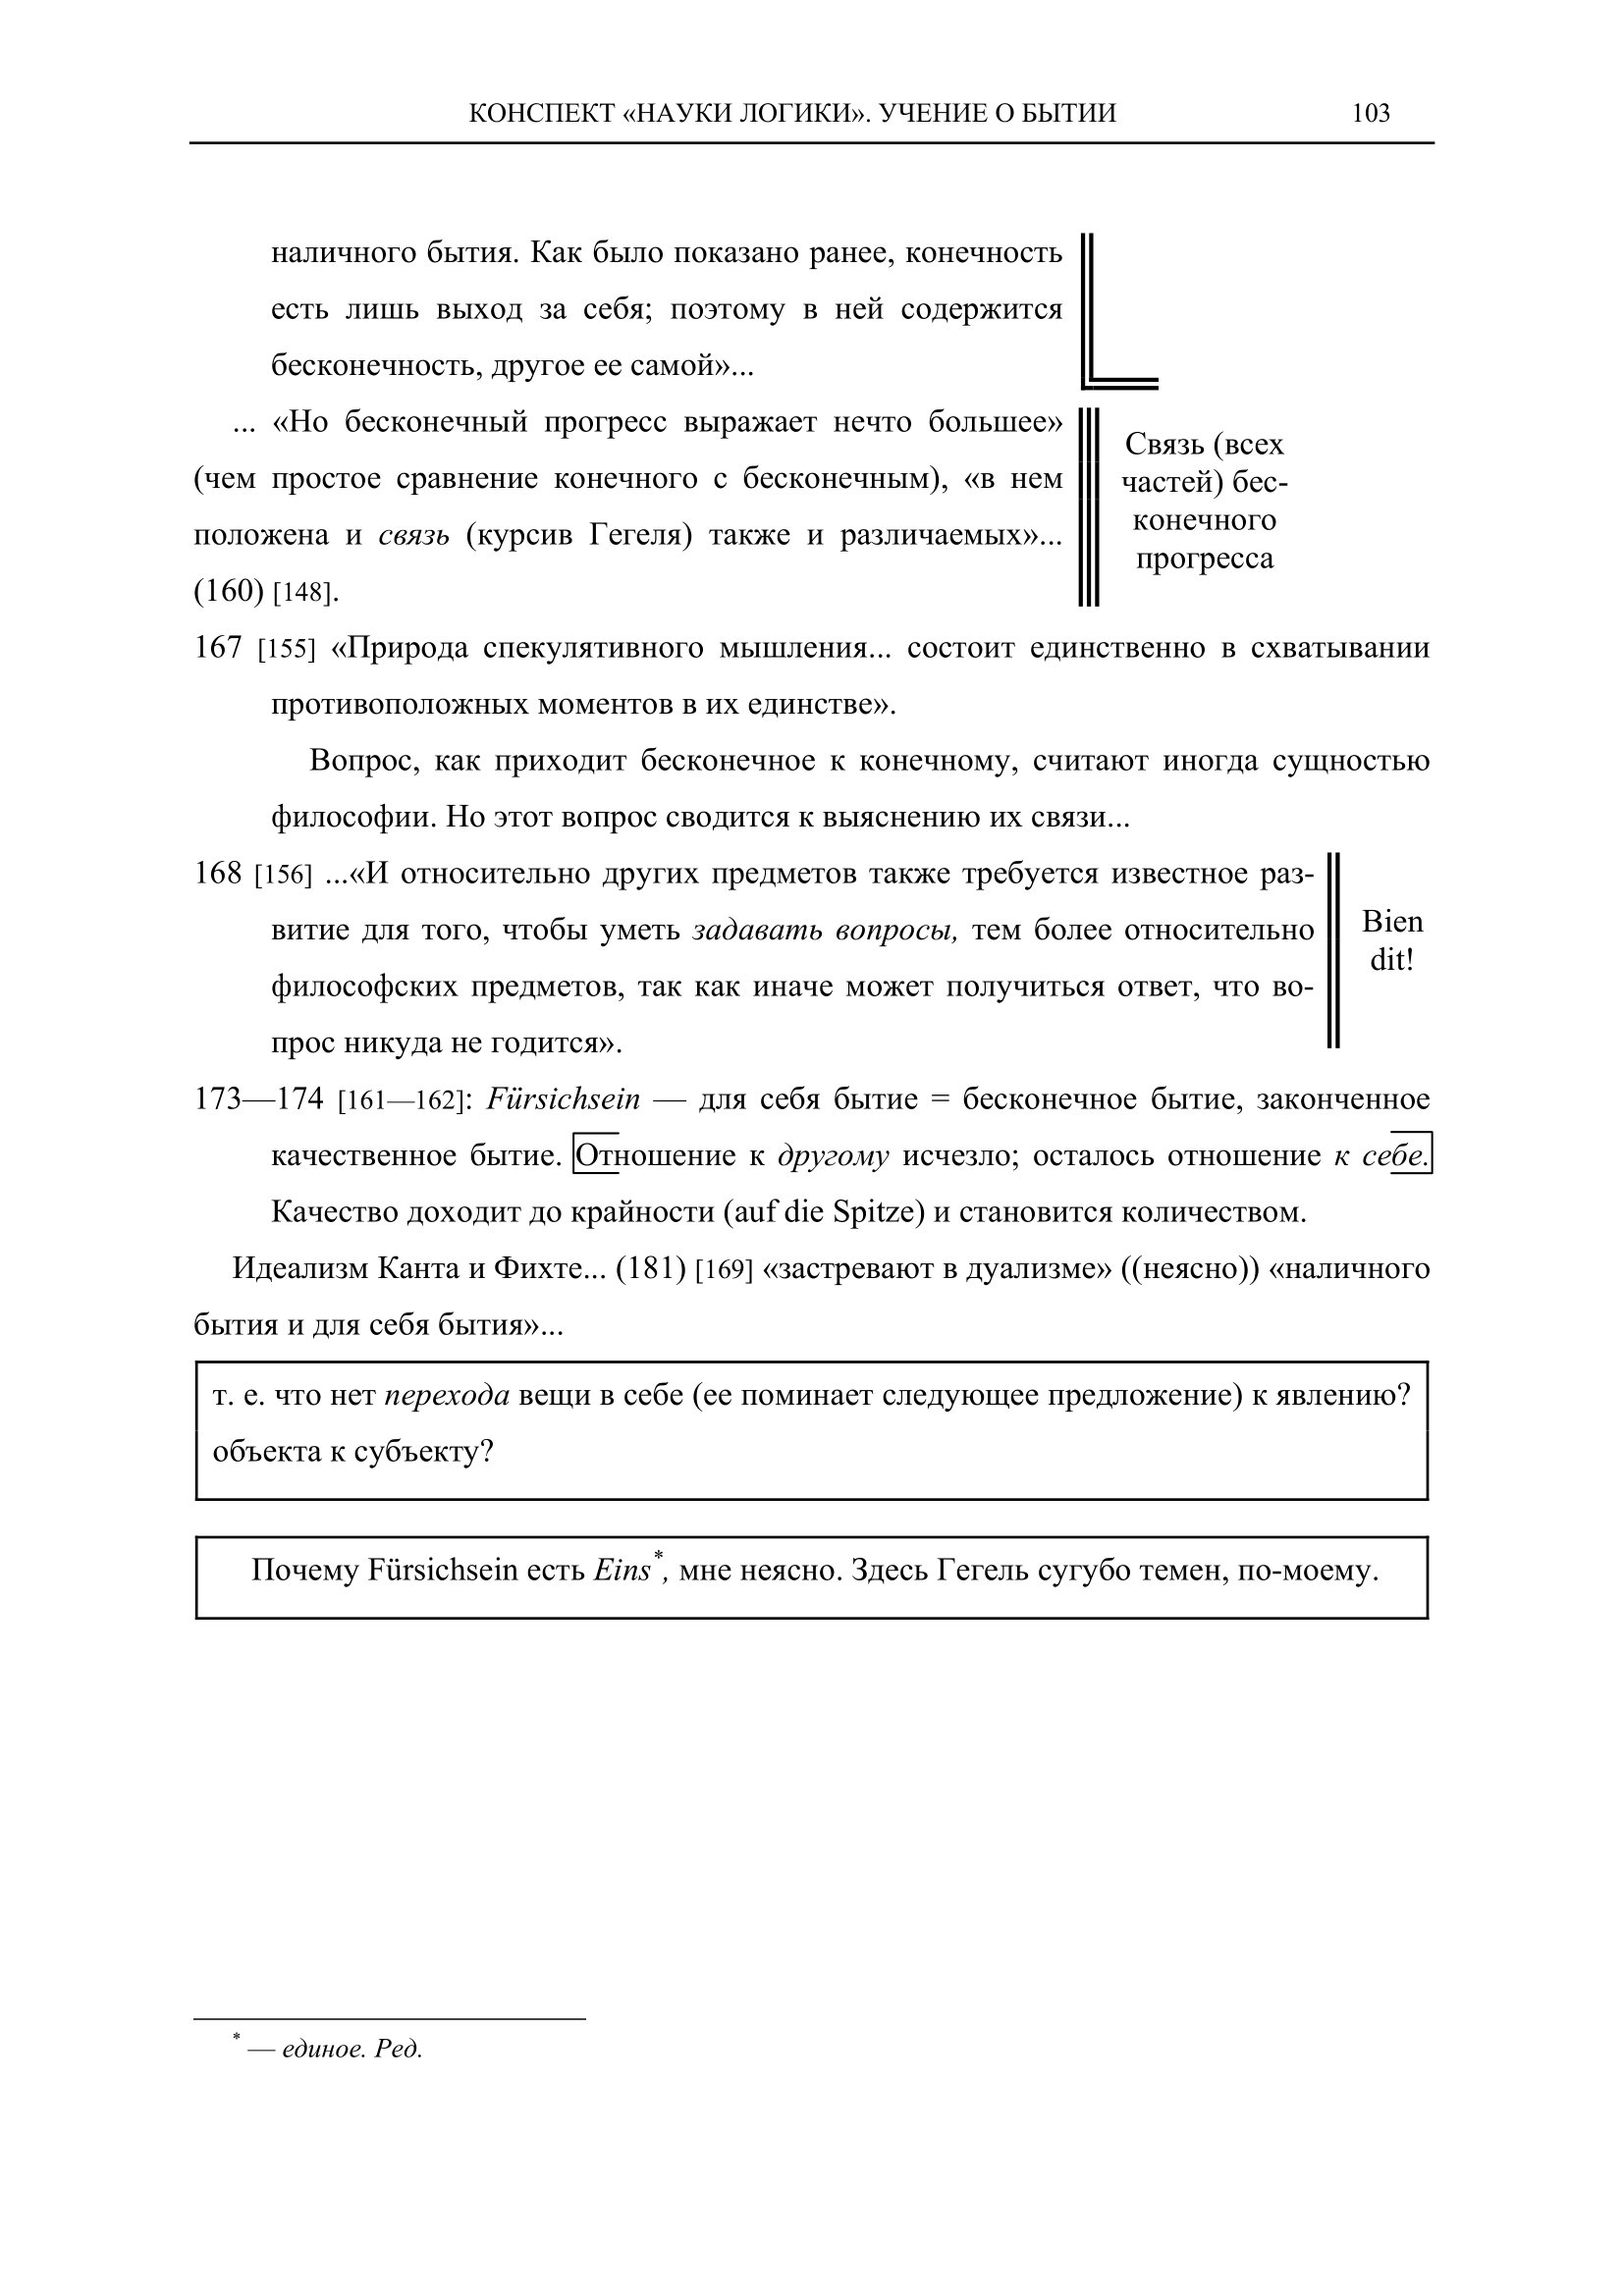 КОНСПЕКТ «НАУКИ ЛОГИКИ». УЧЕНИЕ О БЫТИИ 103
наличного бытия. Как было показано ранее, конечность
есть лишь выход за себя; поэтому в ней содержится
бесконечность, другое ее самой»...
... «Но бесконечный прогресс выражает нечто большее»
(чем простое сравнение конечного с бесконечным), «в нем
положена и связь (курсив Гегеля) также и различаемых»...
(160) [148].
Связь (всех
частей) бес-
конечного
прогресса
167 [155] «Природа спекулятивного мышления... состоит единственно в схватывании
противоположных моментов в их единстве».
Вопрос, как приходит бесконечное к конечному, считают иногда сущностью
философии. Но этот вопрос сводится к выяснению их связи...
168 [156] ...«И относительно других предметов также требуется известное раз-
витие для того, чтобы уметь задавать вопросы, тем более относительно
философских предметов, так как иначе может получиться ответ, что во-
прос никуда не годится».
Bien
dit!
173—174 [161—162]: Fürsichsein — для себя бытие = бесконечное бытие, законченное
качественное бытие. Отношение к другому исчезло; осталось отношение к себе.
Качество доходит до крайности (auf die Spitze) и становится количеством.
Идеализм Канта и Фихте... (181) [169] «застревают в дуализме» ((неясно)) «наличного
бытия и для себя бытия»...
т. е. что нет перехода вещи в себе (ее поминает следующее предложение) к явлению?
объекта к субъекту?
Почему Fürsichsein есть Eins*, мне неясно. Здесь Гегель сугубо темен, по-моему.
* — единое. Ред.